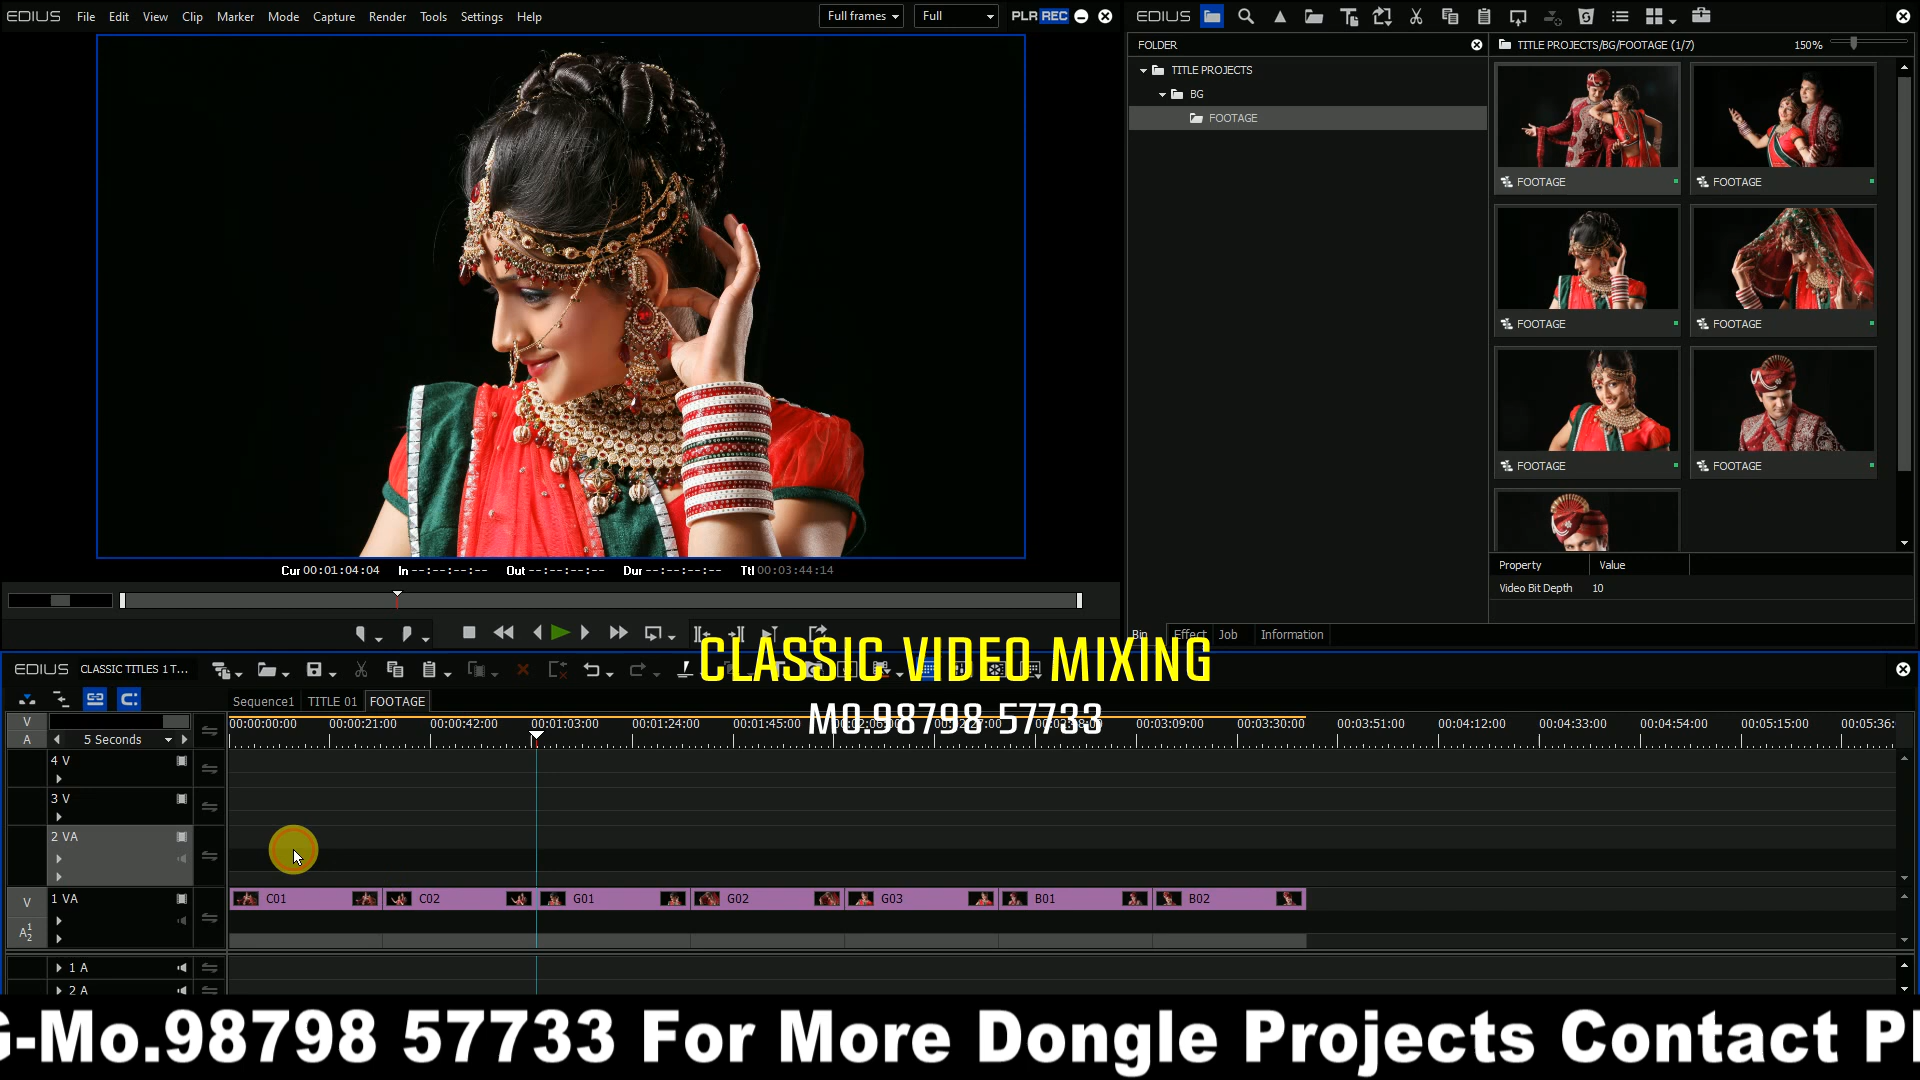 EDIUS File Edit View Clip Marker Mode Capture Render Tools Settings Help Full frames Full PLR REC
EDIUS
FOLDER
TITLE PROJECTS
BG
FOOTAGE
TITLE PROJECTS/BG/FOOTAGE (1/7) 150%
FOOTAGE FOOTAGE
FOOTAGE FOOTAGE
FOOTAGE FOOTAGE
Property Value
Video Bit Depth 10
Cur 00:01:04:04 In --:--:--:-- Out --:--:--:-- Dur --:--:--:-- Ttl 00:03:44:14
Bin Effect Job Information
CLASSIC VIDEO MIXING
MO.98798 57733
EDIUS CLASSIC TITLES 1 T...
Sequence1 TITLE 01 FOOTAGE
V
A 5 Seconds
00:00:00:00 00:00:21:00 00:00:42:00 00:01:03:00 00:01:24:00 00:01:45:00 00:03:09:00 00:03:30:00 00:03:51:00 00:04:12:00 00:04:33:00 00:04:54:00 00:05:15:00 00:05:36:
4 V
3 V
2 VA
V 1 VA C01 C02 G01 G02 G03 B01 B02
A 1 2
1 A
2 A
G-Mo.98798 57733 For More Dongle Projects Contact Pl